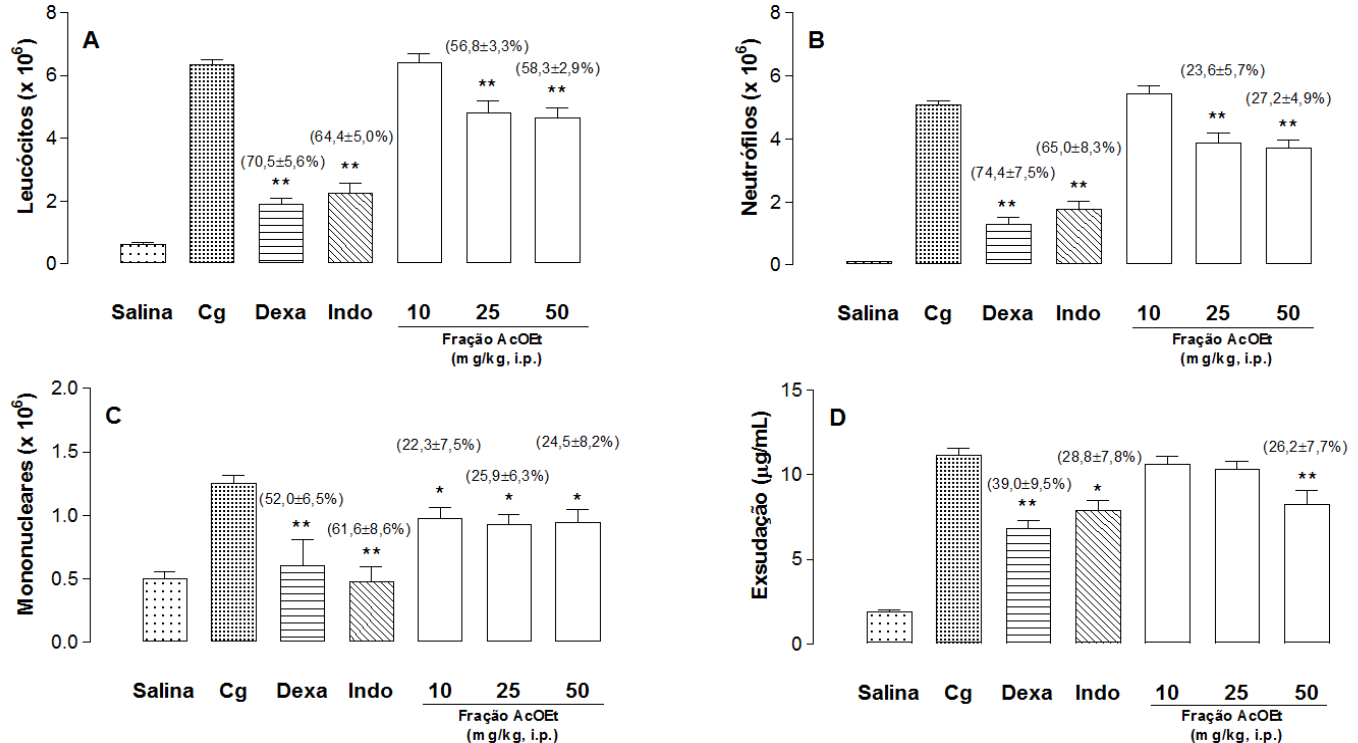 A
Leucócitos (x 10⁶)
8
6
4
2
0
(70,5±5,6%)
**
(64,4±5,0%)
**
(56,8±3,3%)
**
(58,3±2,9%)
**
Salina Cg Dexa Indo 10 25 50
Fração AcOEt
(mg/kg, i.p.)
B
Neutrófilos (x 10⁶)
8
6
4
2
0
(74,4±7,5%)
**
(65,0±8,3%)
**
(23,6±5,7%)
**
(27,2±4,9%)
**
Salina Cg Dexa Indo 10 25 50
Fração AcOEt
(mg/kg, i.p.)
C
Mononucleares (x 10⁶)
2.0
1.5
1.0
0.5
0.0
(52,0±6,5%)
**
(61,6±8,6%)
**
(22,3±7,5%)
*
(25,9±6,3%)
*
(24,5±8,2%)
*
Salina Cg Dexa Indo 10 25 50
Fração AcOEt
(mg/kg, i.p.)
D
Exsudação (µg/mL)
15
10
5
0
(39,0±9,5%)
**
(28,8±7,8%)
*
(26,2±7,7%)
**
Salina Cg Dexa Indo 10 25 50
Fração AcOEt
(mg/kg, i.p.)